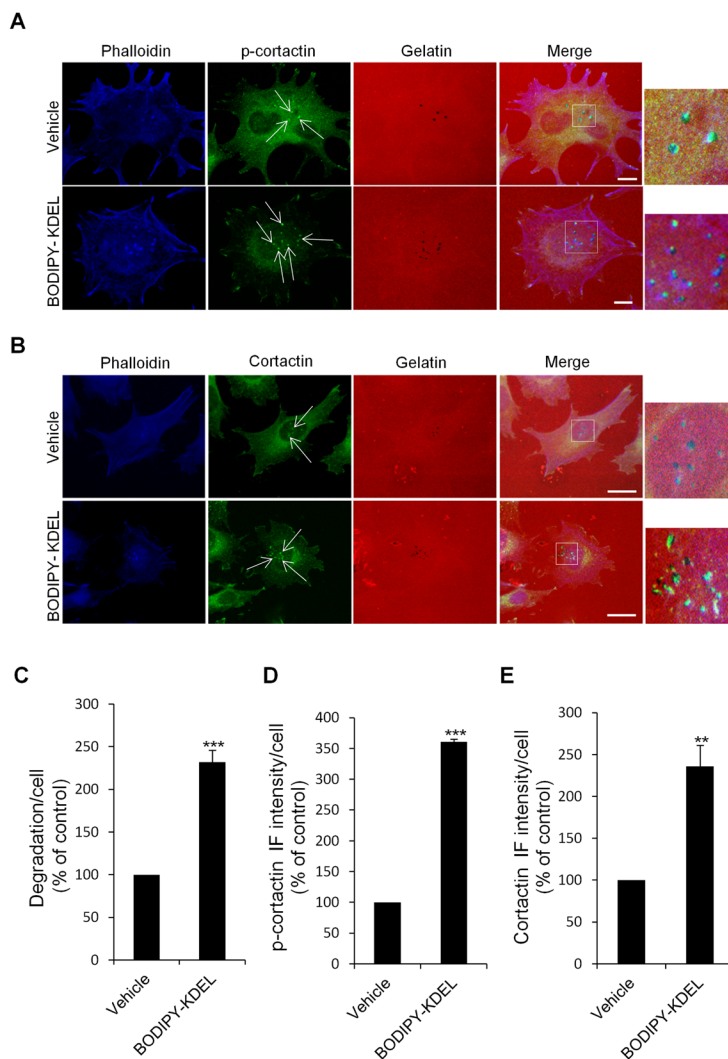 A
Phalloidin p-cortactin Gelatin Merge
Vehicle
BODIPY-KDEL
B
Phalloidin Cortactin Gelatin Merge
Vehicle
BODIPY-KDEL
C
Degradation/cell
(% of control)
300
250
200
150
100
50
0
***
Vehicle
BODIPY-KDEL
D
p-cortactin IF intensity/cell
(% of control)
400
350
300
250
200
150
100
50
0
***
Vehicle
BODIPY-KDEL
E
Cortactin IF intensity/cell
(% of control)
300
250
200
150
100
50
0
**
Vehicle
BODIPY-KDEL